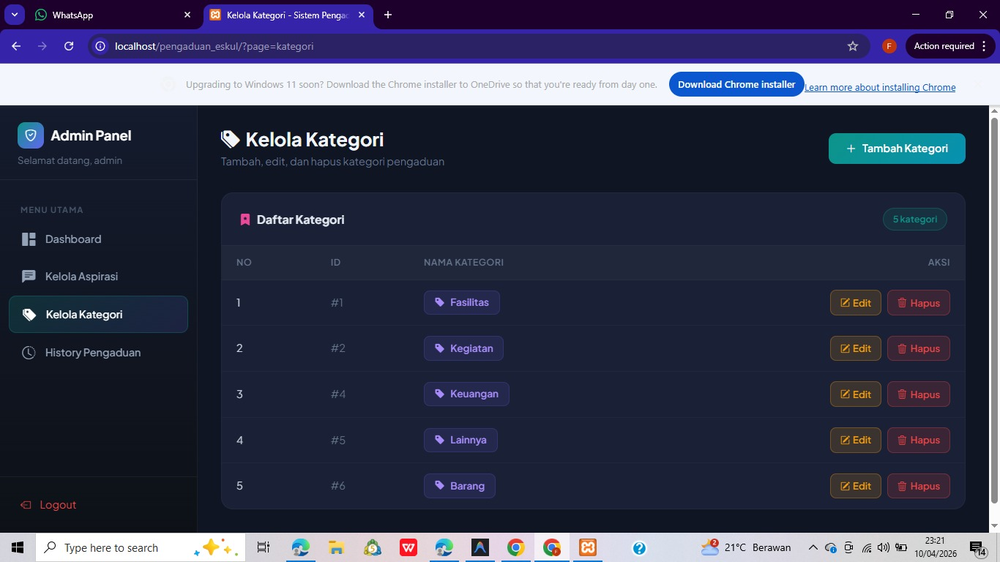 WhatsApp
Kelola Kategori - Sistem Pengad
localhost/pengaduan_eskul/?page=kategori
F
Action required
Upgrading to Windows 11 soon? Download the Chrome installer to OneDrive so that you're ready from day one.
Download Chrome installer
Learn more about installing Chrome
Admin Panel
Selamat datang, admin
MENU UTAMA
Dashboard
Kelola Aspirasi
Kelola Kategori
History Pengaduan
Logout
Kelola Kategori
Tambah, edit, dan hapus kategori pengaduan
+ Tambah Kategori
Daftar Kategori
5 kategori
NO ID NAMA KATEGORI AKSI
1 #1 Fasilitas Edit Hapus
2 #2 Kegiatan Edit Hapus
3 #4 Keuangan Edit Hapus
4 #5 Lainnya Edit Hapus
5 #6 Barang Edit Hapus
Type here to search
2
21°C Berawan
23:21
10/04/2026
14